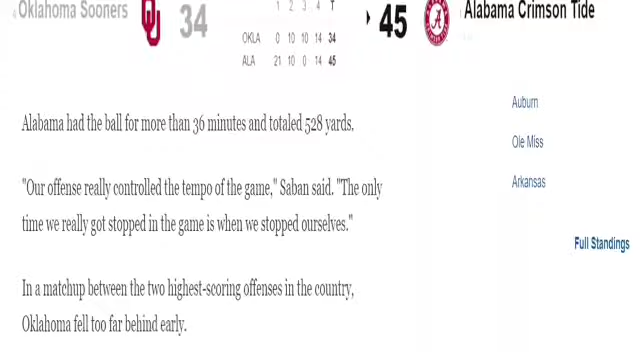 Oklahoma Sooners
34
1 2 3 4 T
OKLA 0 10 10 14 34
ALA 21 10 0 14 45
45
Alabama Crimson Tide
Alabama had the ball for more than 36 minutes and totaled 528 yards.
"Our offense really controlled the tempo of the game," Saban said. "The only
time we really got stopped in the game is when we stopped ourselves."
In a matchup between the two highest-scoring offenses in the country,
Oklahoma fell too far behind early.
Auburn
Ole Miss
Arkansas
Full Standings